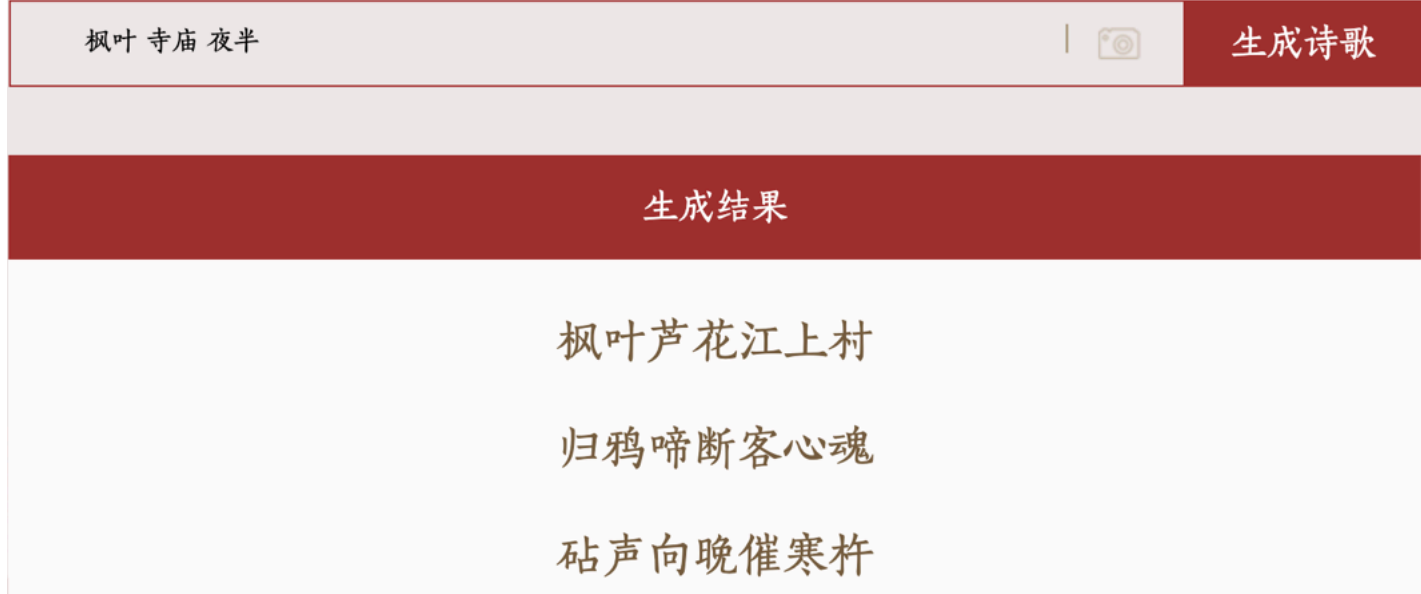 枫叶 寺庙 夜半
生成诗歌
生成结果
枫叶芦花江上村
归鸦啼断客心魂
砧声向晚催寒杵